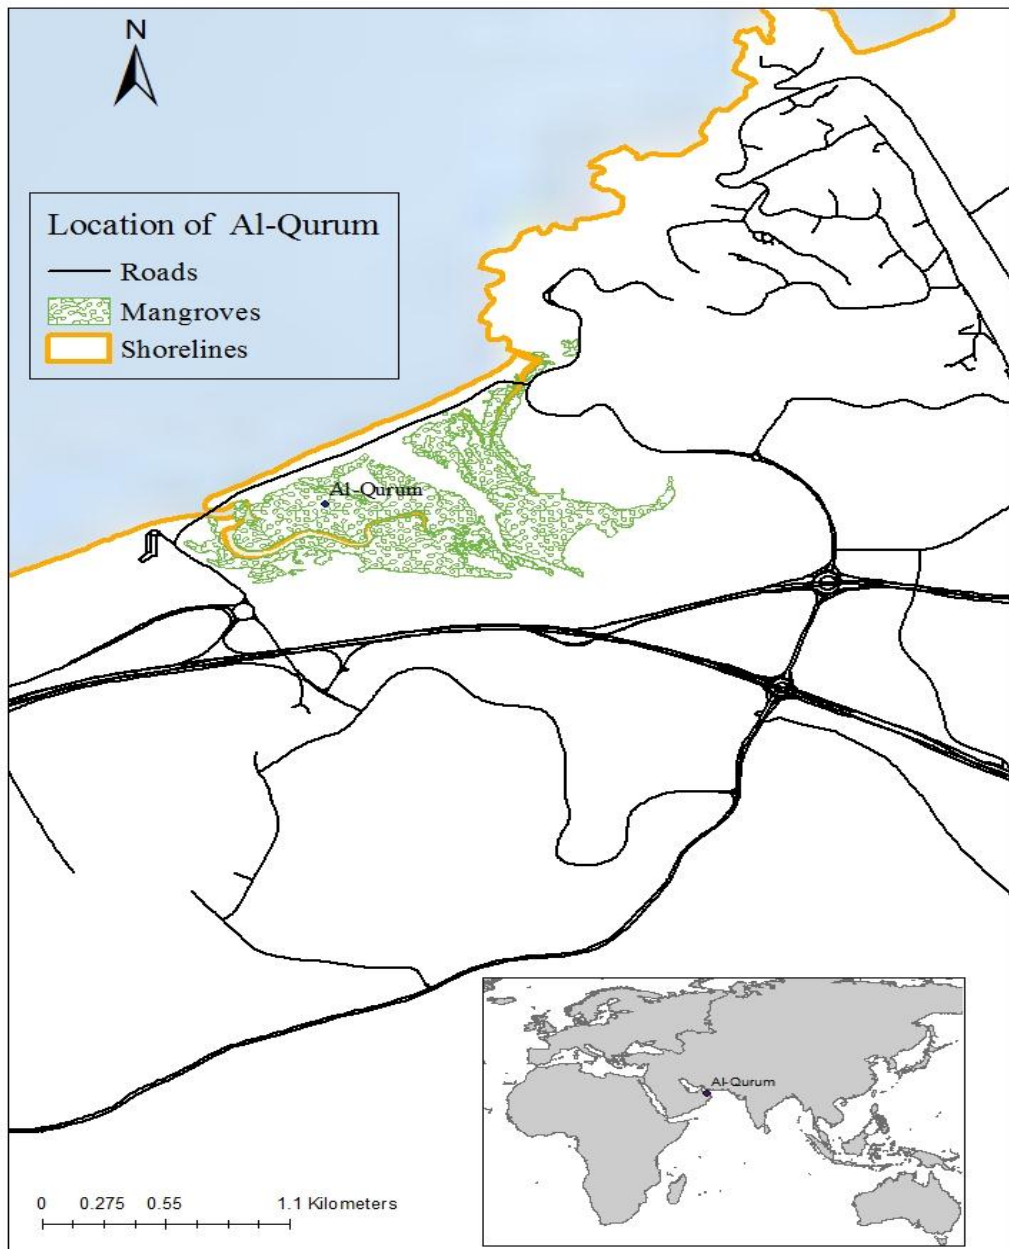 N
Location of Al-Qurum
Roads
Mangroves
Shorelines
Al-Qurum
Al-Qurum
0 0.275 0.55 1.1 Kilometers